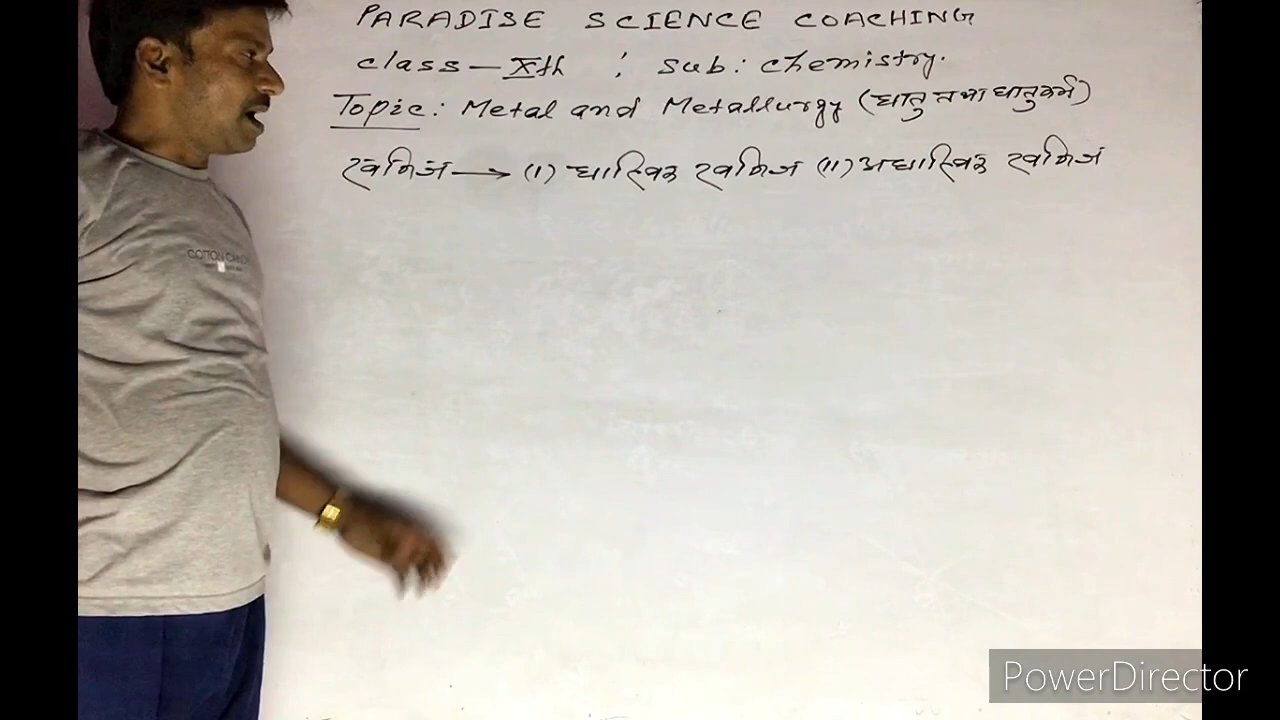 PARADISE SCIENCE COACHING
class — Xth : sub: chemistry.
Topic: Metal and Metallurgy (धातु तथा धातुकर्म)
खनिज → (i) धात्विक खनिज (ii) अधात्विक खनिज
COTTON
PowerDirector